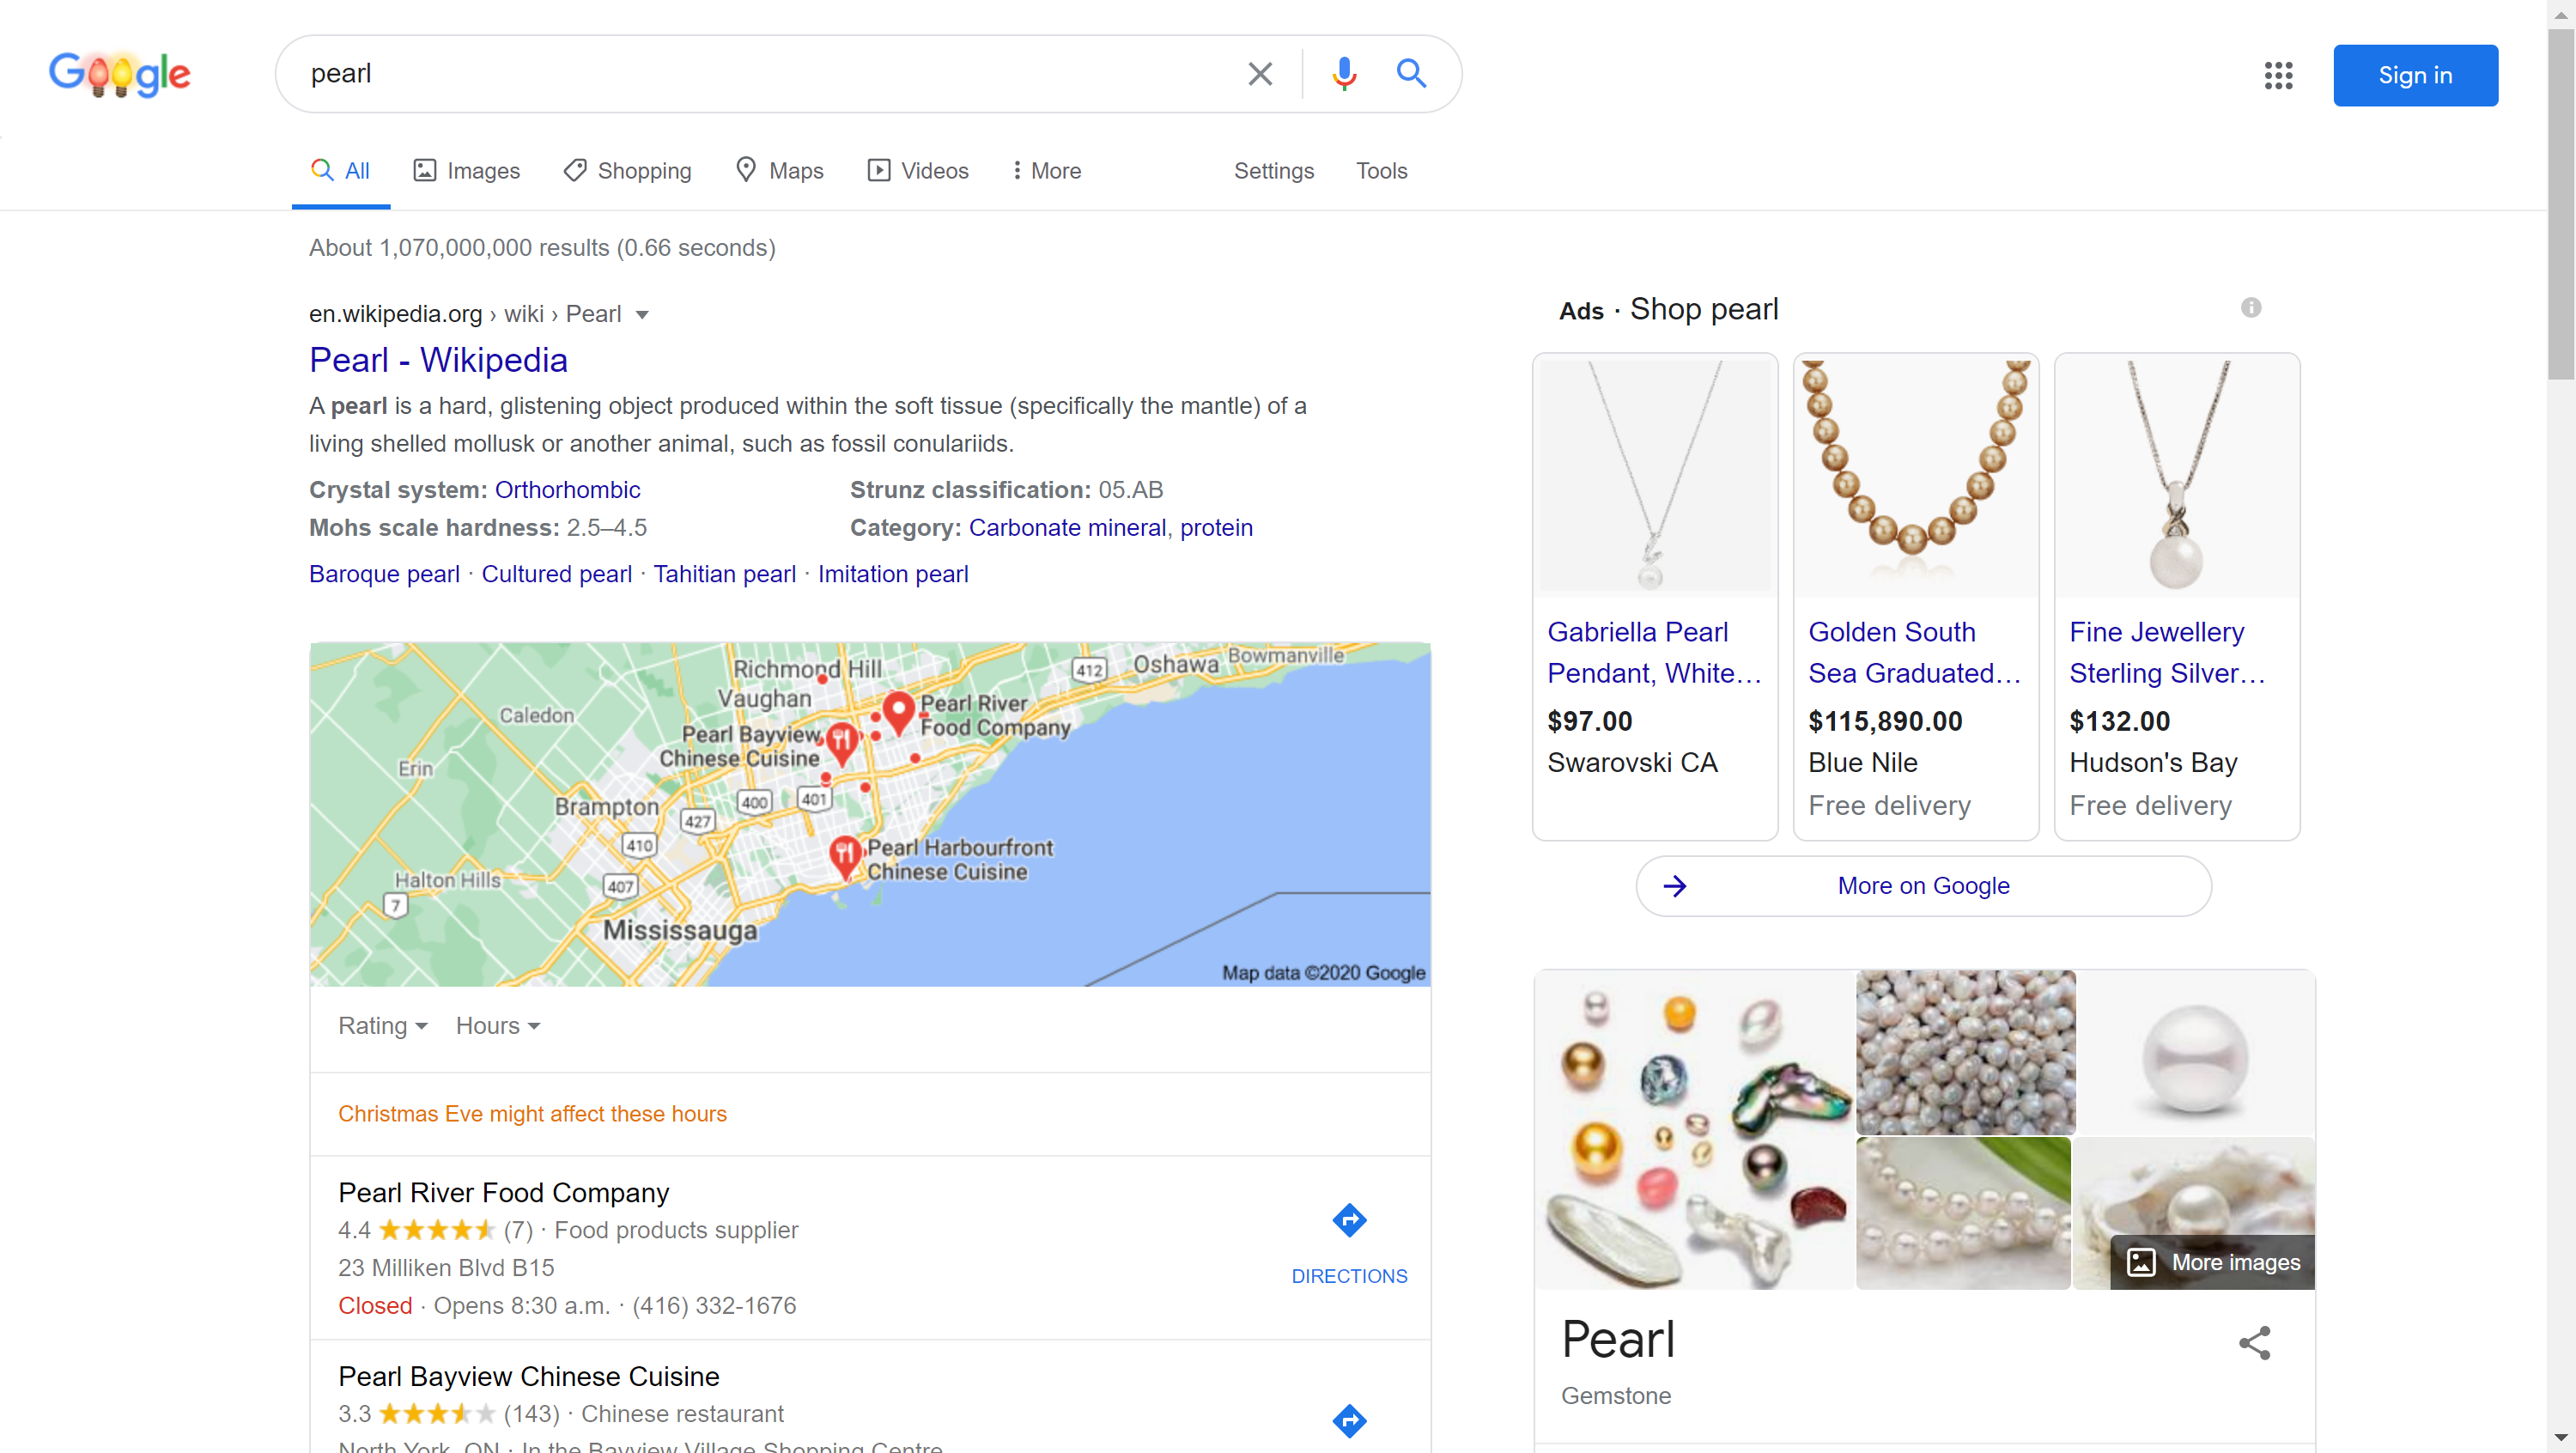 Google
pearl
Sign in
All
Images
Shopping
Maps
Videos
More
Settings
Tools
About 1,070,000,000 results (0.66 seconds)
en.wikipedia.org › wiki › Pearl
Pearl - Wikipedia
A pearl is a hard, glistening object produced within the soft tissue (specifically the mantle) of a
living shelled mollusk or another animal, such as fossil conulariids.
Crystal system: Orthorhombic
Strunz classification: 05.AB
Mohs scale hardness: 2.5–4.5
Category: Carbonate mineral, protein
Baroque pearl · Cultured pearl · Tahitian pearl · Imitation pearl
Richmond Hill
Vaughan
412
Oshawa
Bowmanville
Caledon
Pearl River
Food Company
Pearl Bayview
Chinese Cuisine
Erin
Brampton
400
401
427
410
Pearl Harbourfront
Chinese Cuisine
Halton Hills
407
7
Mississauga
Map data ©2020 Google
Rating
Hours
Christmas Eve might affect these hours
Pearl River Food Company
4.4 (7) · Food products supplier
23 Milliken Blvd B15
Closed · Opens 8:30 a.m. · (416) 332-1676
DIRECTIONS
Pearl Bayview Chinese Cuisine
3.3 (143) · Chinese restaurant
North York, ON · In the Bayview Village Shopping Centre
Ads · Shop pearl
Gabriella Pearl
Pendant, White...
$97.00
Swarovski CA
Golden South
Sea Graduated...
$115,890.00
Blue Nile
Free delivery
Fine Jewellery
Sterling Silver...
$132.00
Hudson's Bay
Free delivery
More on Google
More images
Pearl
Gemstone